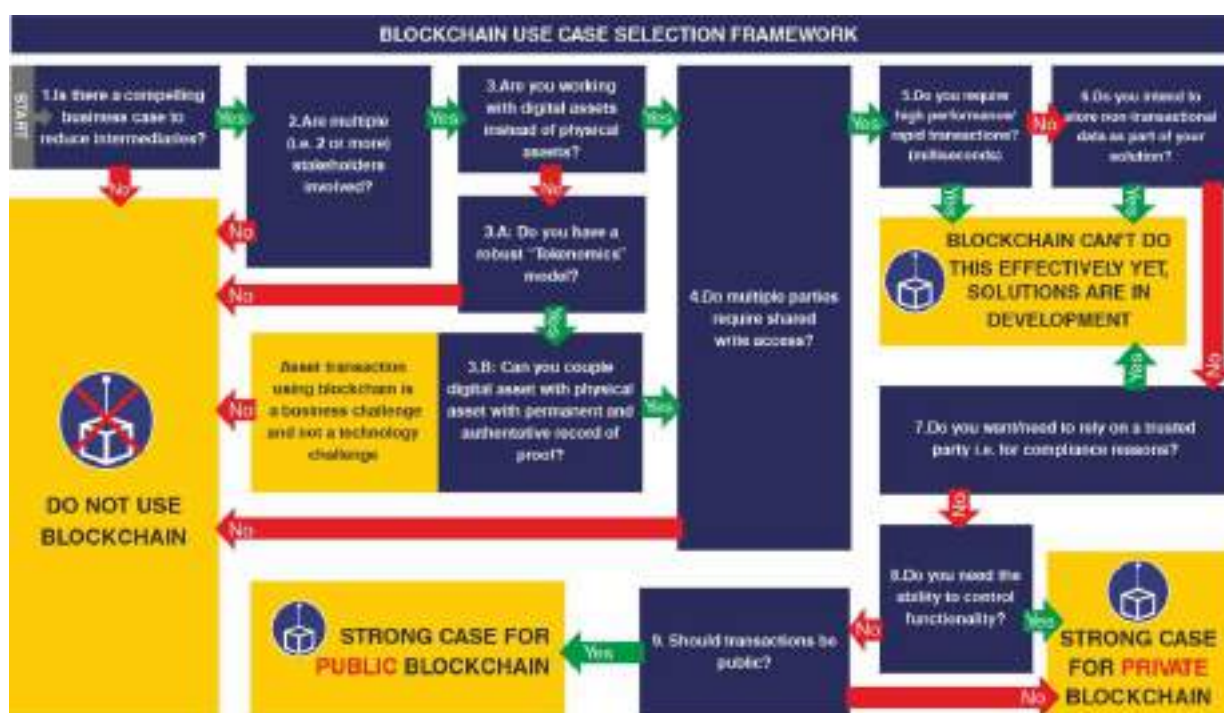 BLOCKCHAIN USE CASE SELECTION FRAMEWORK
START
1.Is there a compelling
business case to
reduce intermediaries?
Yes
No
2.Are multiple
(i.e. 2 or more)
stakeholders
involved?
Yes
No
3.Are you working
with digital assets
instead of physical
assets?
Yes
No
3.A: Do you have a
robust "Tokenomics"
model?
No
Yes
3.B: Can you couple
digital asset with physical
asset with permanent and
authentative record of
proof?
Yes
Asset transaction
using blockchain is
a business challenge
and not a technology
challenge
No
4.Do multiple parties
require shared
write access?
Yes
No
5.Do you require
high performance/
rapid transactions?
(milliseconds)
No
Yes
6.Do you intend to
store non-transactional
data as part of your
solution?
Yes
No
BLOCKCHAIN CAN'T DO
THIS EFFECTIVELY YET,
SOLUTIONS ARE IN
DEVELOPMENT
Yes
7.Do you want/need to rely on a trusted
party i.e. for compliance reasons?
No
8.Do you need the
ability to control
functionality?
Yes
No
9. Should transactions be
public?
Yes
No
DO NOT USE
BLOCKCHAIN
STRONG CASE FOR
PUBLIC BLOCKCHAIN
STRONG CASE
FOR PRIVATE
BLOCKCHAIN